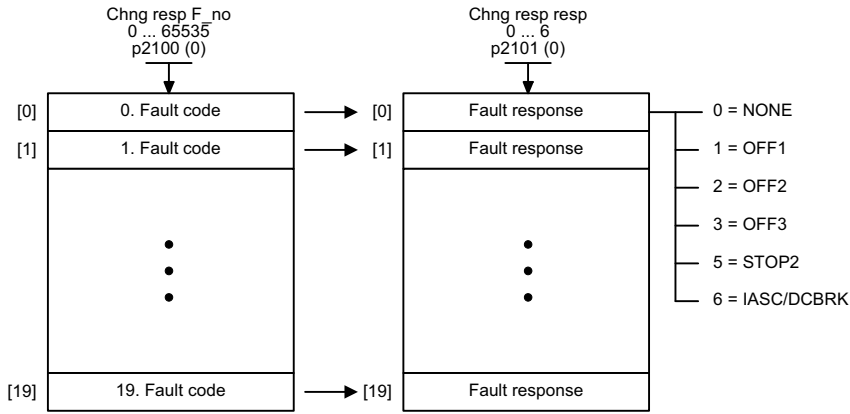 Chng resp F_no
0 ... 65535
p2100 (0)
Chng resp resp
0 ... 6
p2101 (0)
[0] 0. Fault code [0] Fault response 0 = NONE
[1] 1. Fault code [1] Fault response 1 = OFF1
2 = OFF2
3 = OFF3
5 = STOP2
6 = IASC/DCBRK
[19] 19. Fault code [19] Fault response